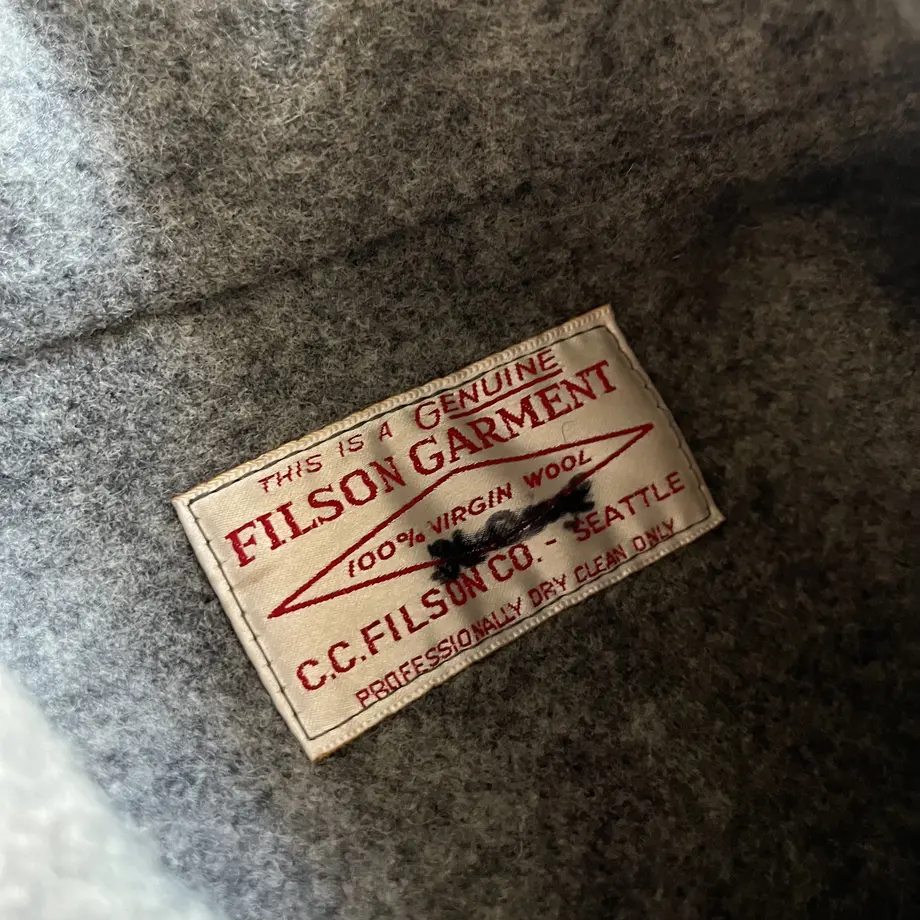 THIS IS A GENUINE
FILSON GARMENT
100% VIRGIN WOOL
C.C. FILSON CO. - SEATTLE
PROFESSIONALLY DRY CLEAN ONLY